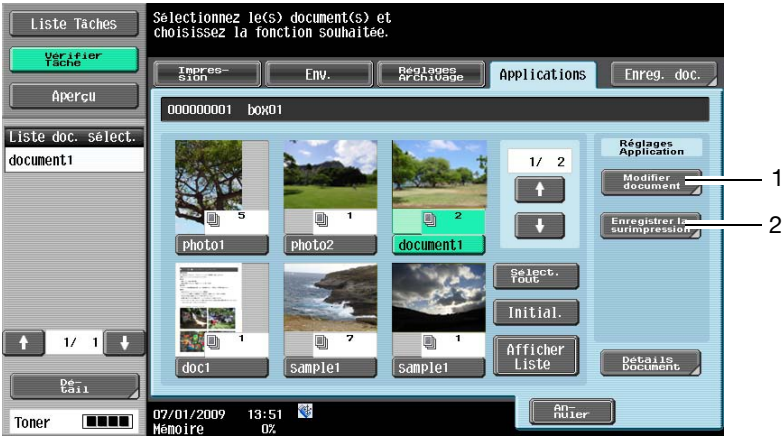 Liste Tâches
Vérifier
Tâche
Aperçu
Liste doc. sélect.
document1
1/ 1
Dé-
tail
Toner
Sélectionnez le(s) document(s) et
choisissez la fonction souhaitée.
Impres-
sion
Env.
Réglages
Archivage
Applications
Enreg. doc.
000000001 box01
5
photo1
1
photo2
2
document1
1
doc1
7
sample1
1
sample1
1/ 2
Sélect.
Tout
Initial.
Afficher
Liste
Réglages
Application
Modifier
document
1
Enregistrer la
surimpression
2
Détails
Document
An-
nuler
07/01/2009 13:51
Mémoire 0%